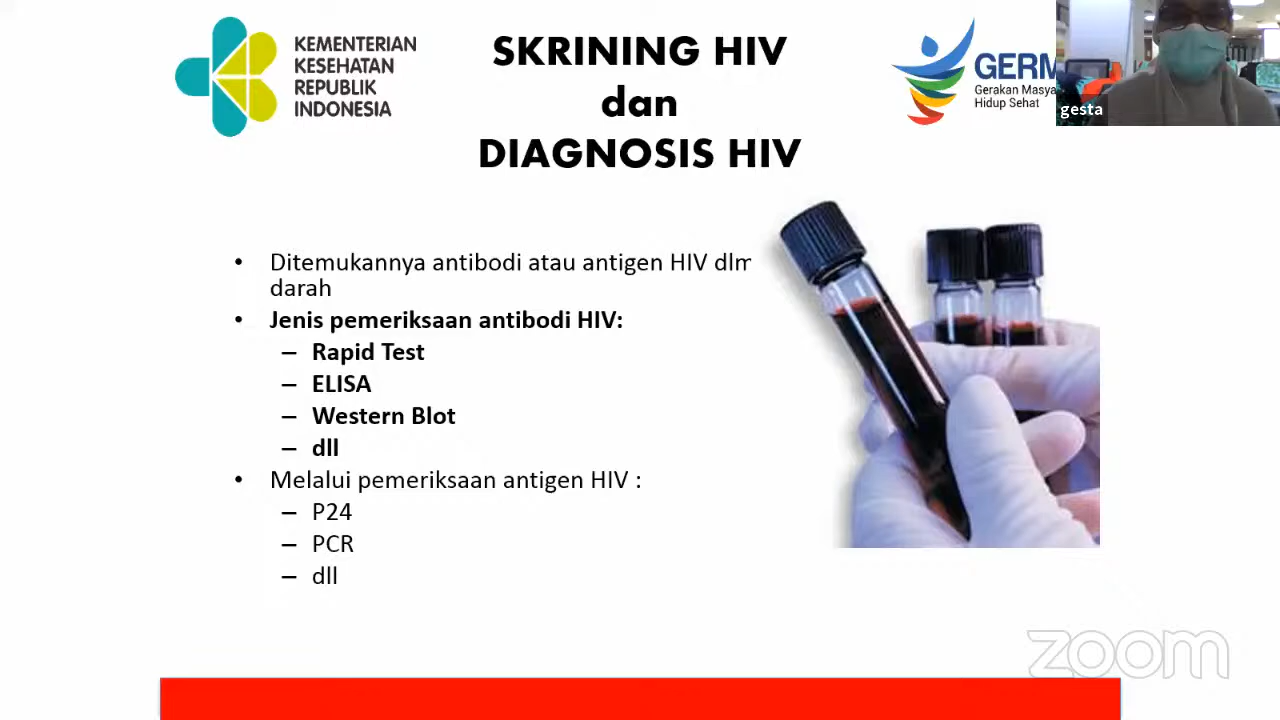 KEMENTERIAN
KESEHATAN
REPUBLIK
INDONESIA
SKRINING HIV
dan
DIAGNOSIS HIV
GERM
Gerakan Masya
Hidup Sehat
gesta
• Ditemukannya antibodi atau antigen HIV dlm
darah
• Jenis pemeriksaan antibodi HIV:
– Rapid Test
– ELISA
– Western Blot
– dll
• Melalui pemeriksaan antigen HIV :
– P24
– PCR
– dll
zoom